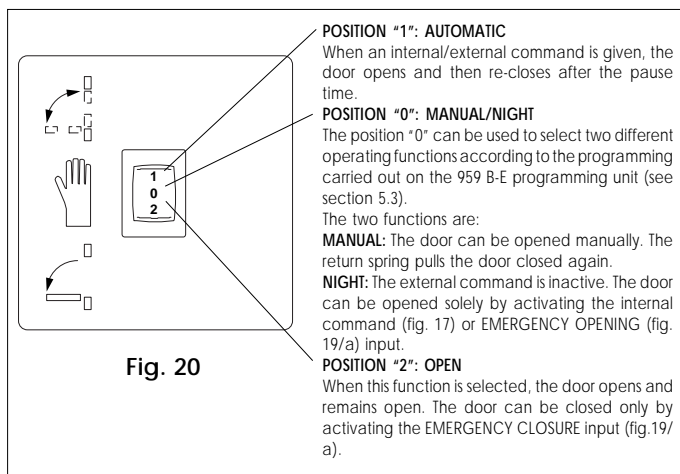 1
0
2
Fig. 20
POSITION "1": AUTOMATIC
When an internal/external command is given, the
door opens and then re-closes after the pause
time.
POSITION "0": MANUAL/NIGHT
The position "0" can be used to select two different
operating functions according to the programming
carried out on the 959 B-E programming unit (see
section 5.3).
The two functions are:
MANUAL: The door can be opened manually. The
return spring pulls the door closed again.
NIGHT: The external command is inactive. The door
can be opened solely by activating the internal
command (fig. 17) or EMERGENCY OPENING (fig.
19/a) input.
POSITION "2": OPEN
When this function is selected, the door opens and
remains open. The door can be closed only by
activating the EMERGENCY CLOSURE input (fig.19/
a).